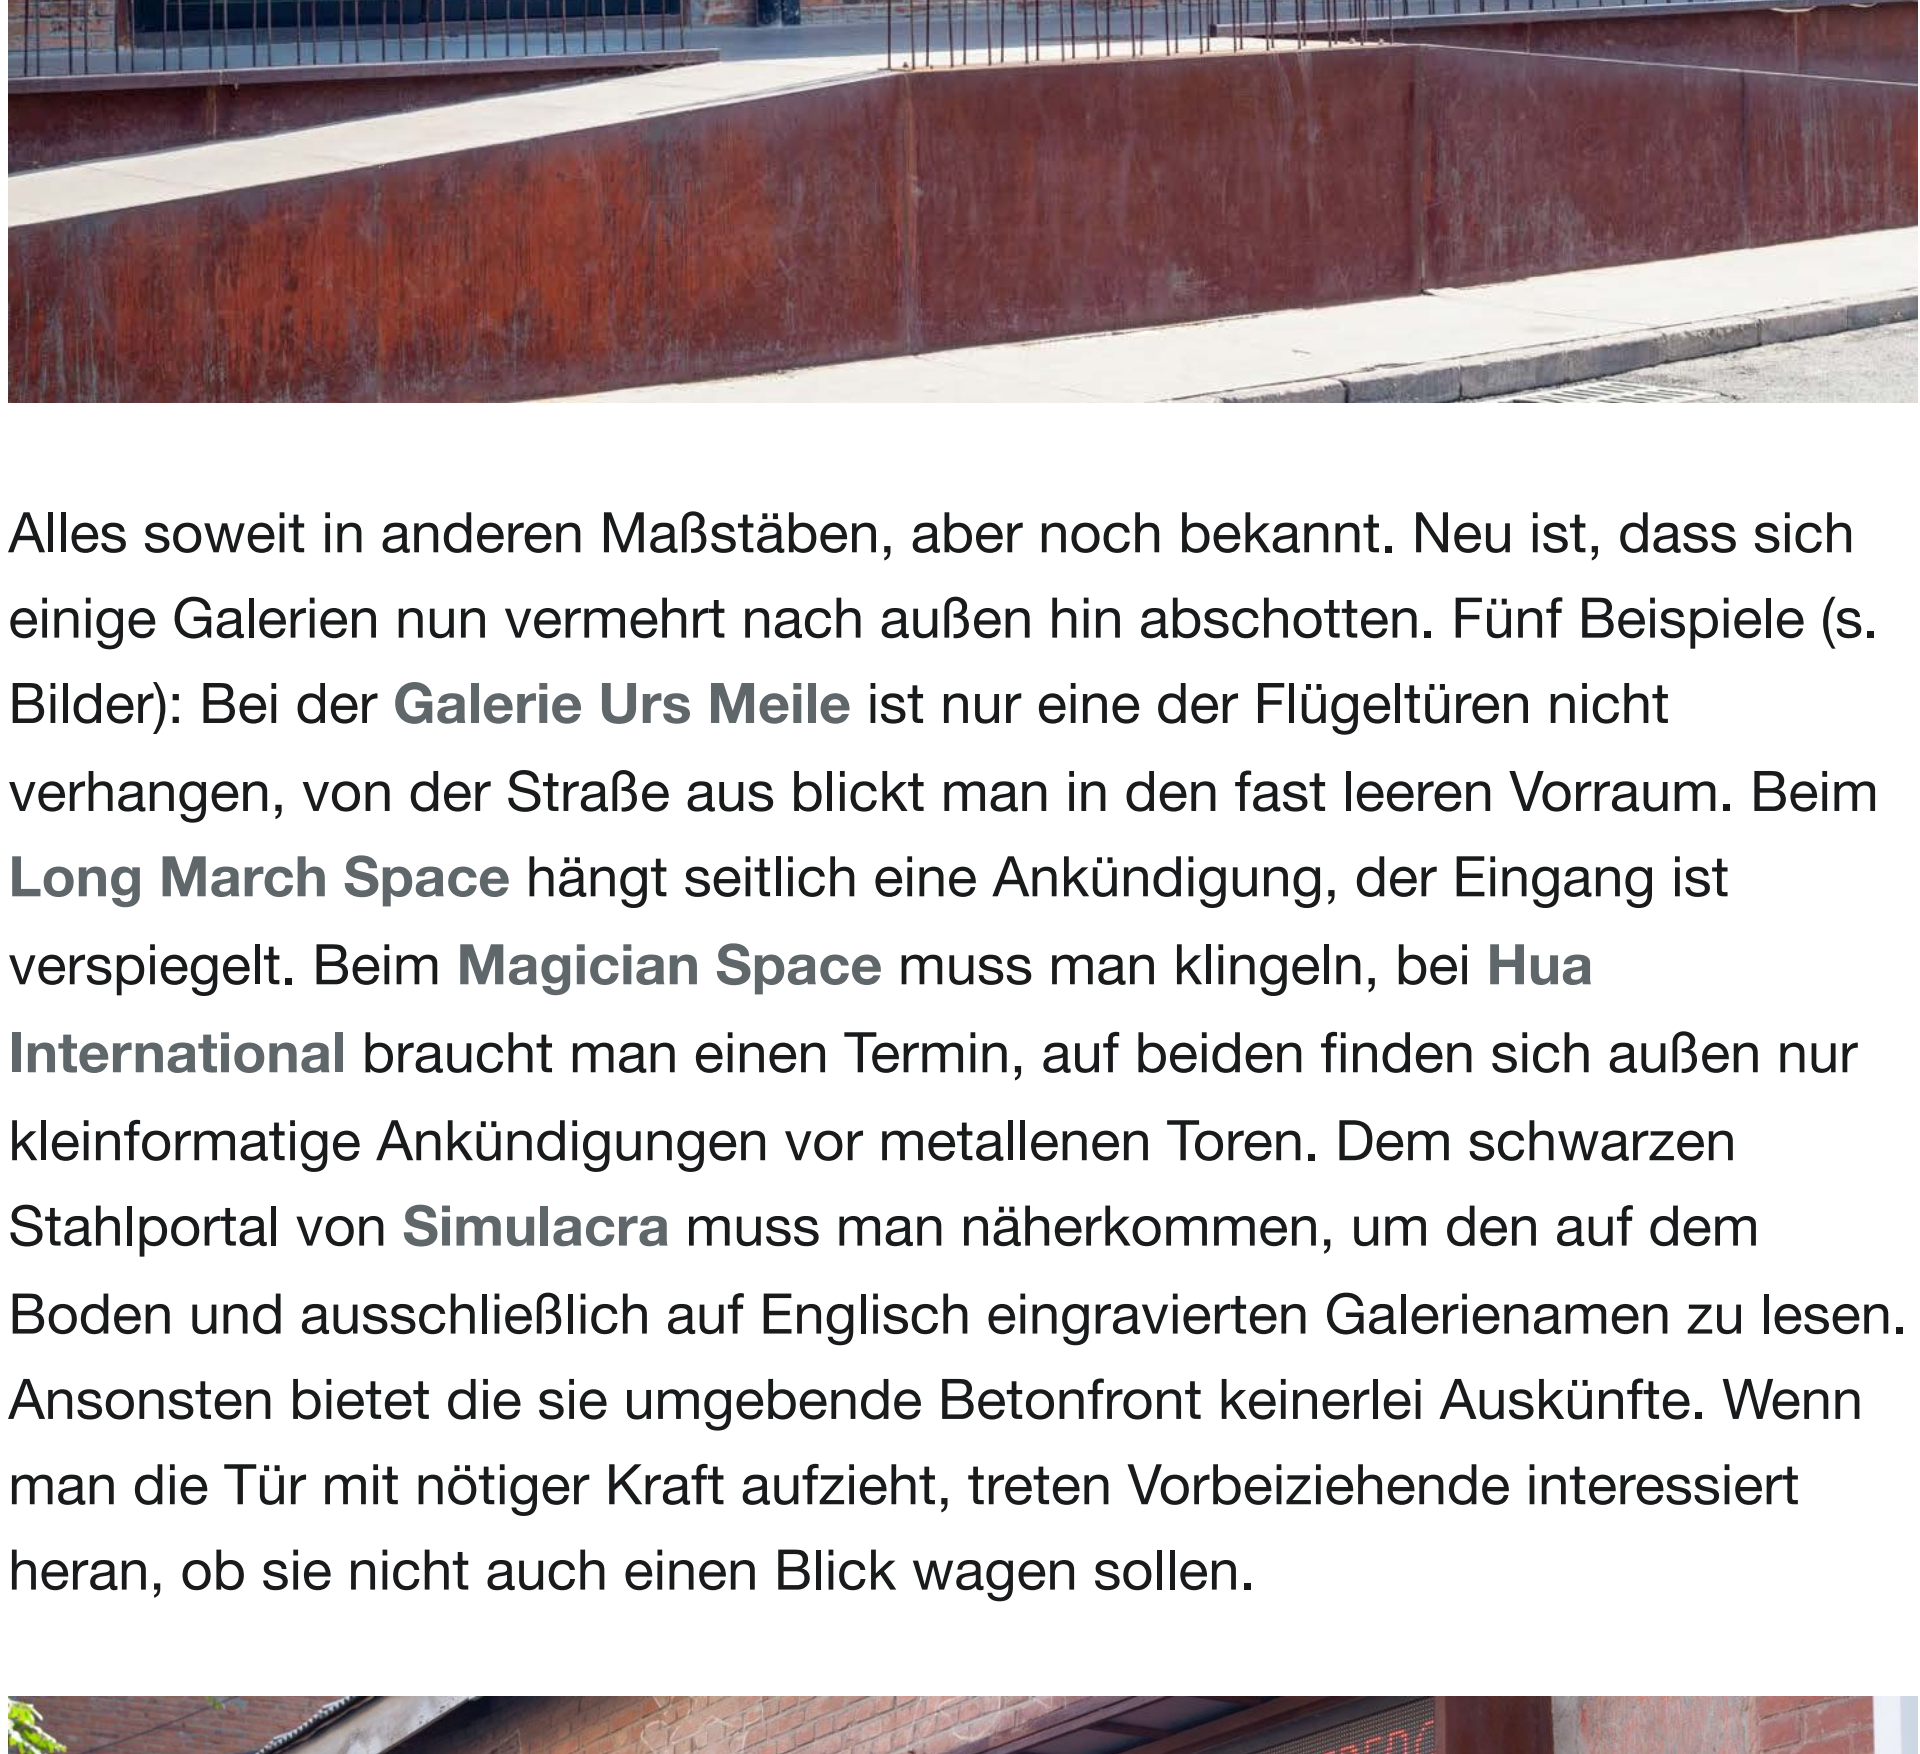 Alles soweit in anderen Maßstäben, aber noch bekannt. Neu ist, dass sich
einige Galerien nun vermehrt nach außen hin abschotten. Fünf Beispiele (s.
Bilder): Bei der Galerie Urs Meile ist nur eine der Flügeltüren nicht
verhangen, von der Straße aus blickt man in den fast leeren Vorraum. Beim
Long March Space hängt seitlich eine Ankündigung, der Eingang ist
verspiegelt. Beim Magician Space muss man klingeln, bei Hua
International braucht man einen Termin, auf beiden finden sich außen nur
kleinformatige Ankündigungen vor metallenen Toren. Dem schwarzen
Stahlportal von Simulacra muss man näherkommen, um den auf dem
Boden und ausschließlich auf Englisch eingravierten Galerienamen zu lesen.
Ansonsten bietet die sie umgebende Betonfront keinerlei Auskünfte. Wenn
man die Tür mit nötiger Kraft aufzieht, treten Vorbeiziehende interessiert
heran, ob sie nicht auch einen Blick wagen sollen.